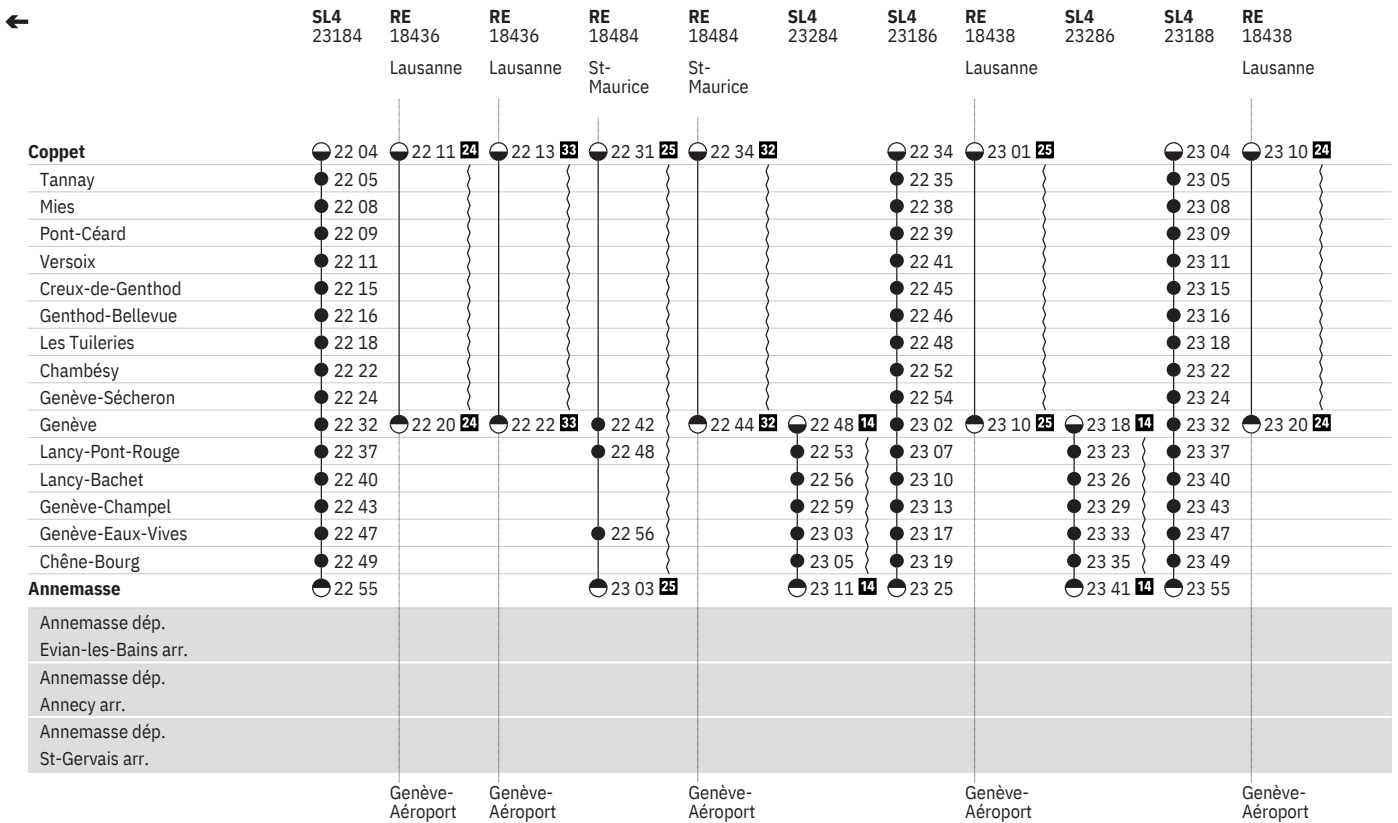 SL4 RE RE RE RE SL4 SL4 RE SL4 SL4 RE
23184 18436 18436 18484 18484 23284 23186 18438 23286 23188 18438
Lausanne Lausanne St- St- Lausanne Lausanne
Maurice Maurice
Coppet 22 04 22 11 24 22 13 33 22 31 25 22 34 32 22 34 23 01 25 23 04 23 10 24
Tannay 22 05 22 35 23 05
Mies 22 08 22 38 23 08
Pont-Céard 22 09 22 39 23 09
Versoix 22 11 22 41 23 11
Creux-de-Genthod 22 15 22 45 23 15
Genthod-Bellevue 22 16 22 46 23 16
Les Tuileries 22 18 22 48 23 18
Chambésy 22 22 22 52 23 22
Genève-Sécheron 22 24 22 54 23 24
Genève 22 32 22 20 24 22 22 33 22 42 22 44 32 22 48 14 23 02 23 10 25 23 18 14 23 32 23 20 24
Lancy-Pont-Rouge 22 37 22 48 22 53 23 07 23 23 23 37
Lancy-Bachet 22 40 22 56 23 10 23 26 23 40
Genève-Champel 22 43 22 59 23 13 23 29 23 43
Genève-Eaux-Vives 22 47 22 56 23 03 23 17 23 33 23 47
Chêne-Bourg 22 49 23 05 23 19 23 35 23 49
Annemasse 22 55 23 03 25 23 11 14 23 25 23 41 14 23 55
Annemasse dép.
Evian-les-Bains arr.
Annemasse dép.
Annecy arr.
Annemasse dép.
St-Gervais arr.
Genève- Genève- Genève- Genève- Genève-
Aéroport Aéroport Aéroport Aéroport Aéroport